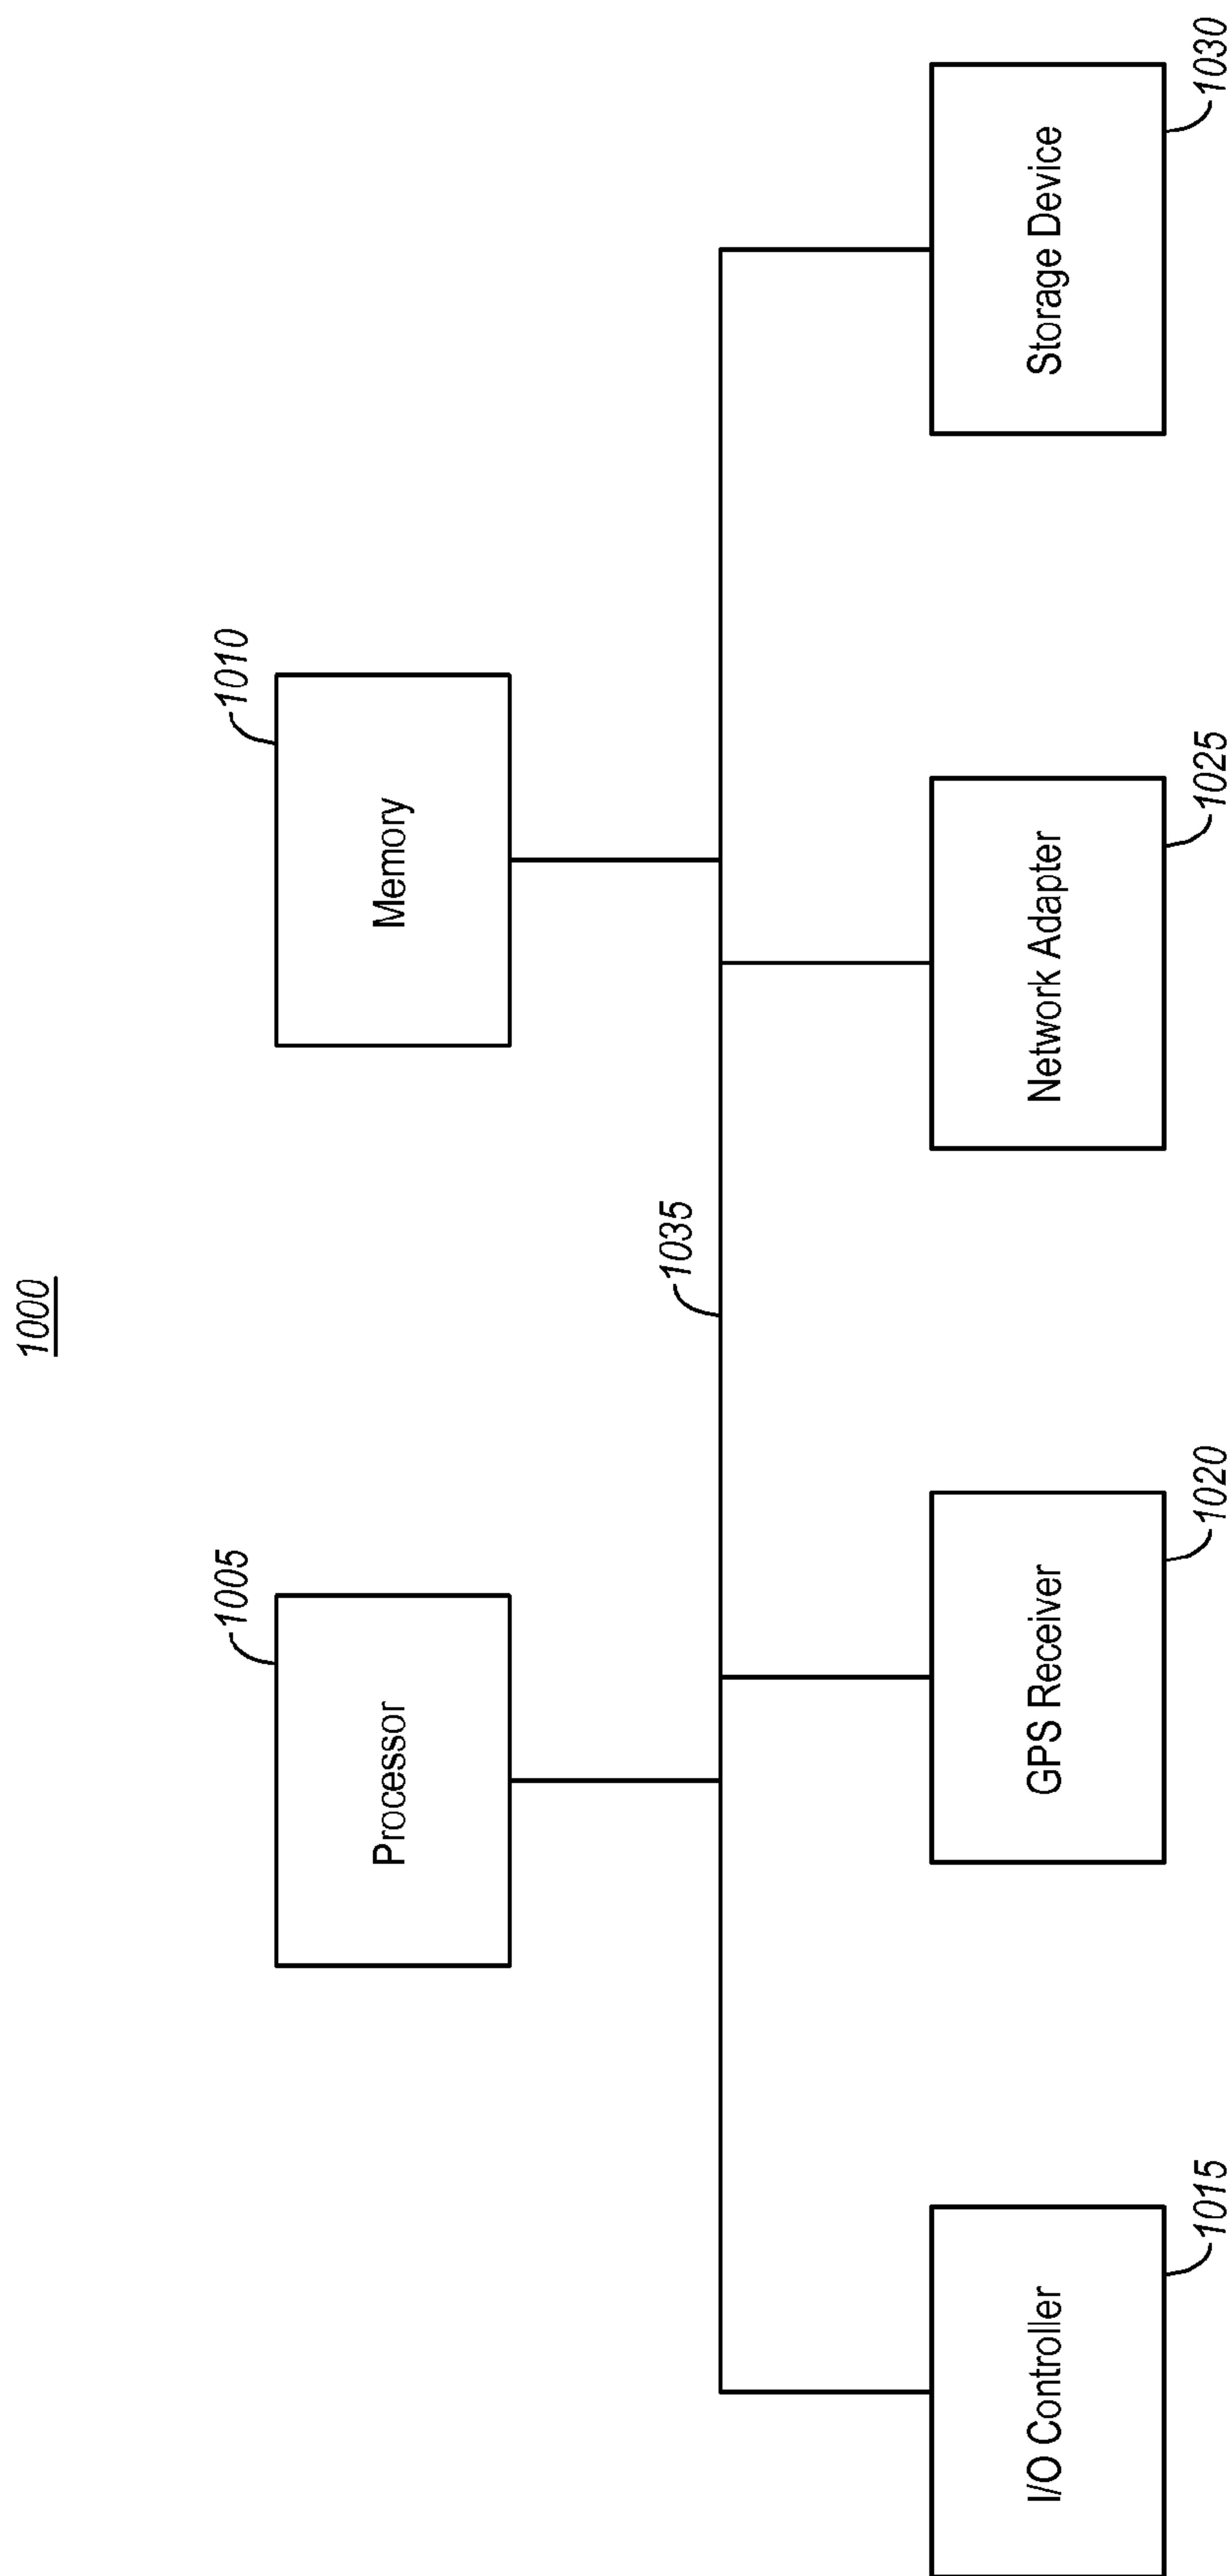 1000
1005
Processor
1010
Memory
1035
I/O Controller
1015
GPS Receiver
1020
Network Adapter
1025
Storage Device
1030